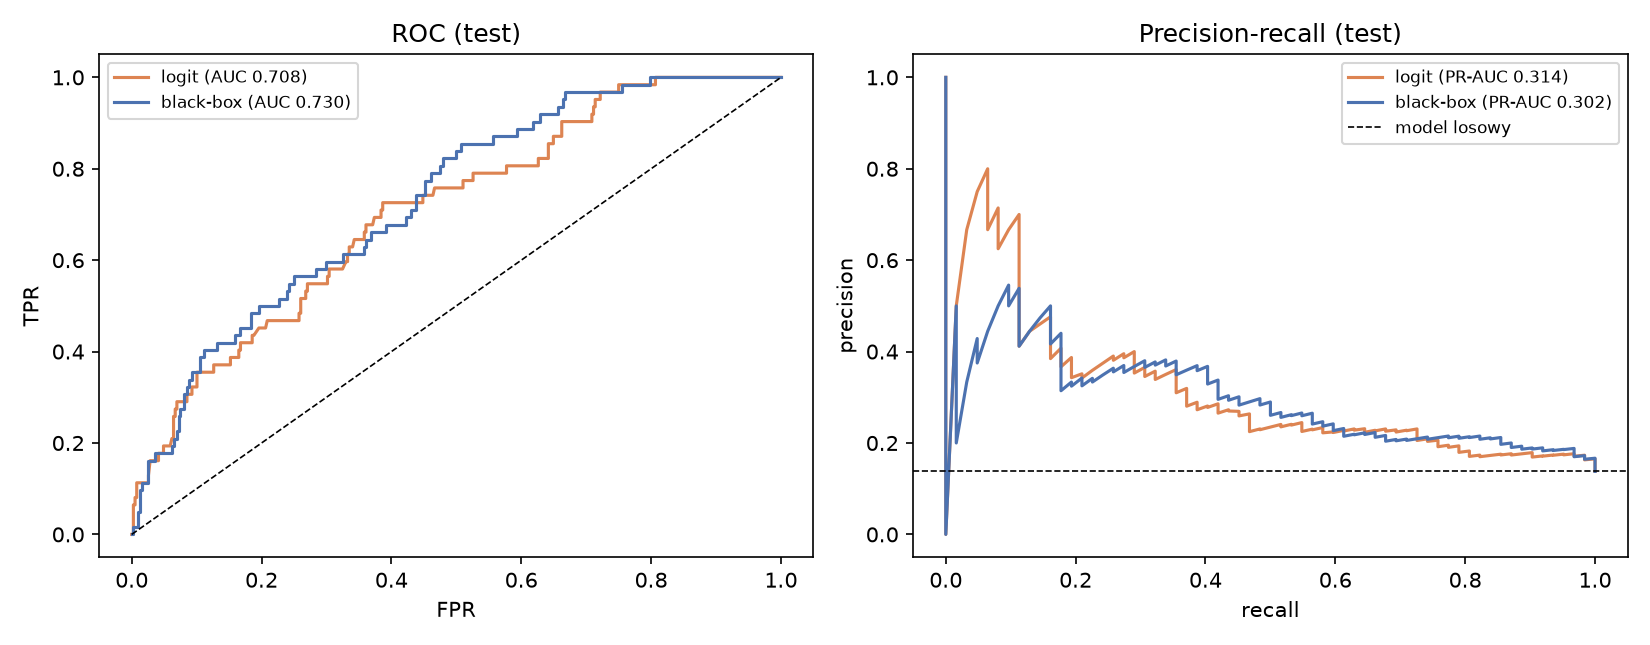 ROC (test)
logit (AUC 0.708)
black-box (AUC 0.730)
1.0
0.8
0.6
0.4
0.2
0.0
TPR
0.0 0.2 0.4 0.6 0.8 1.0
FPR
Precision-recall (test)
logit (PR-AUC 0.314)
black-box (PR-AUC 0.302)
model losowy
1.0
0.8
0.6
0.4
0.2
0.0
precision
0.0 0.2 0.4 0.6 0.8 1.0
recall